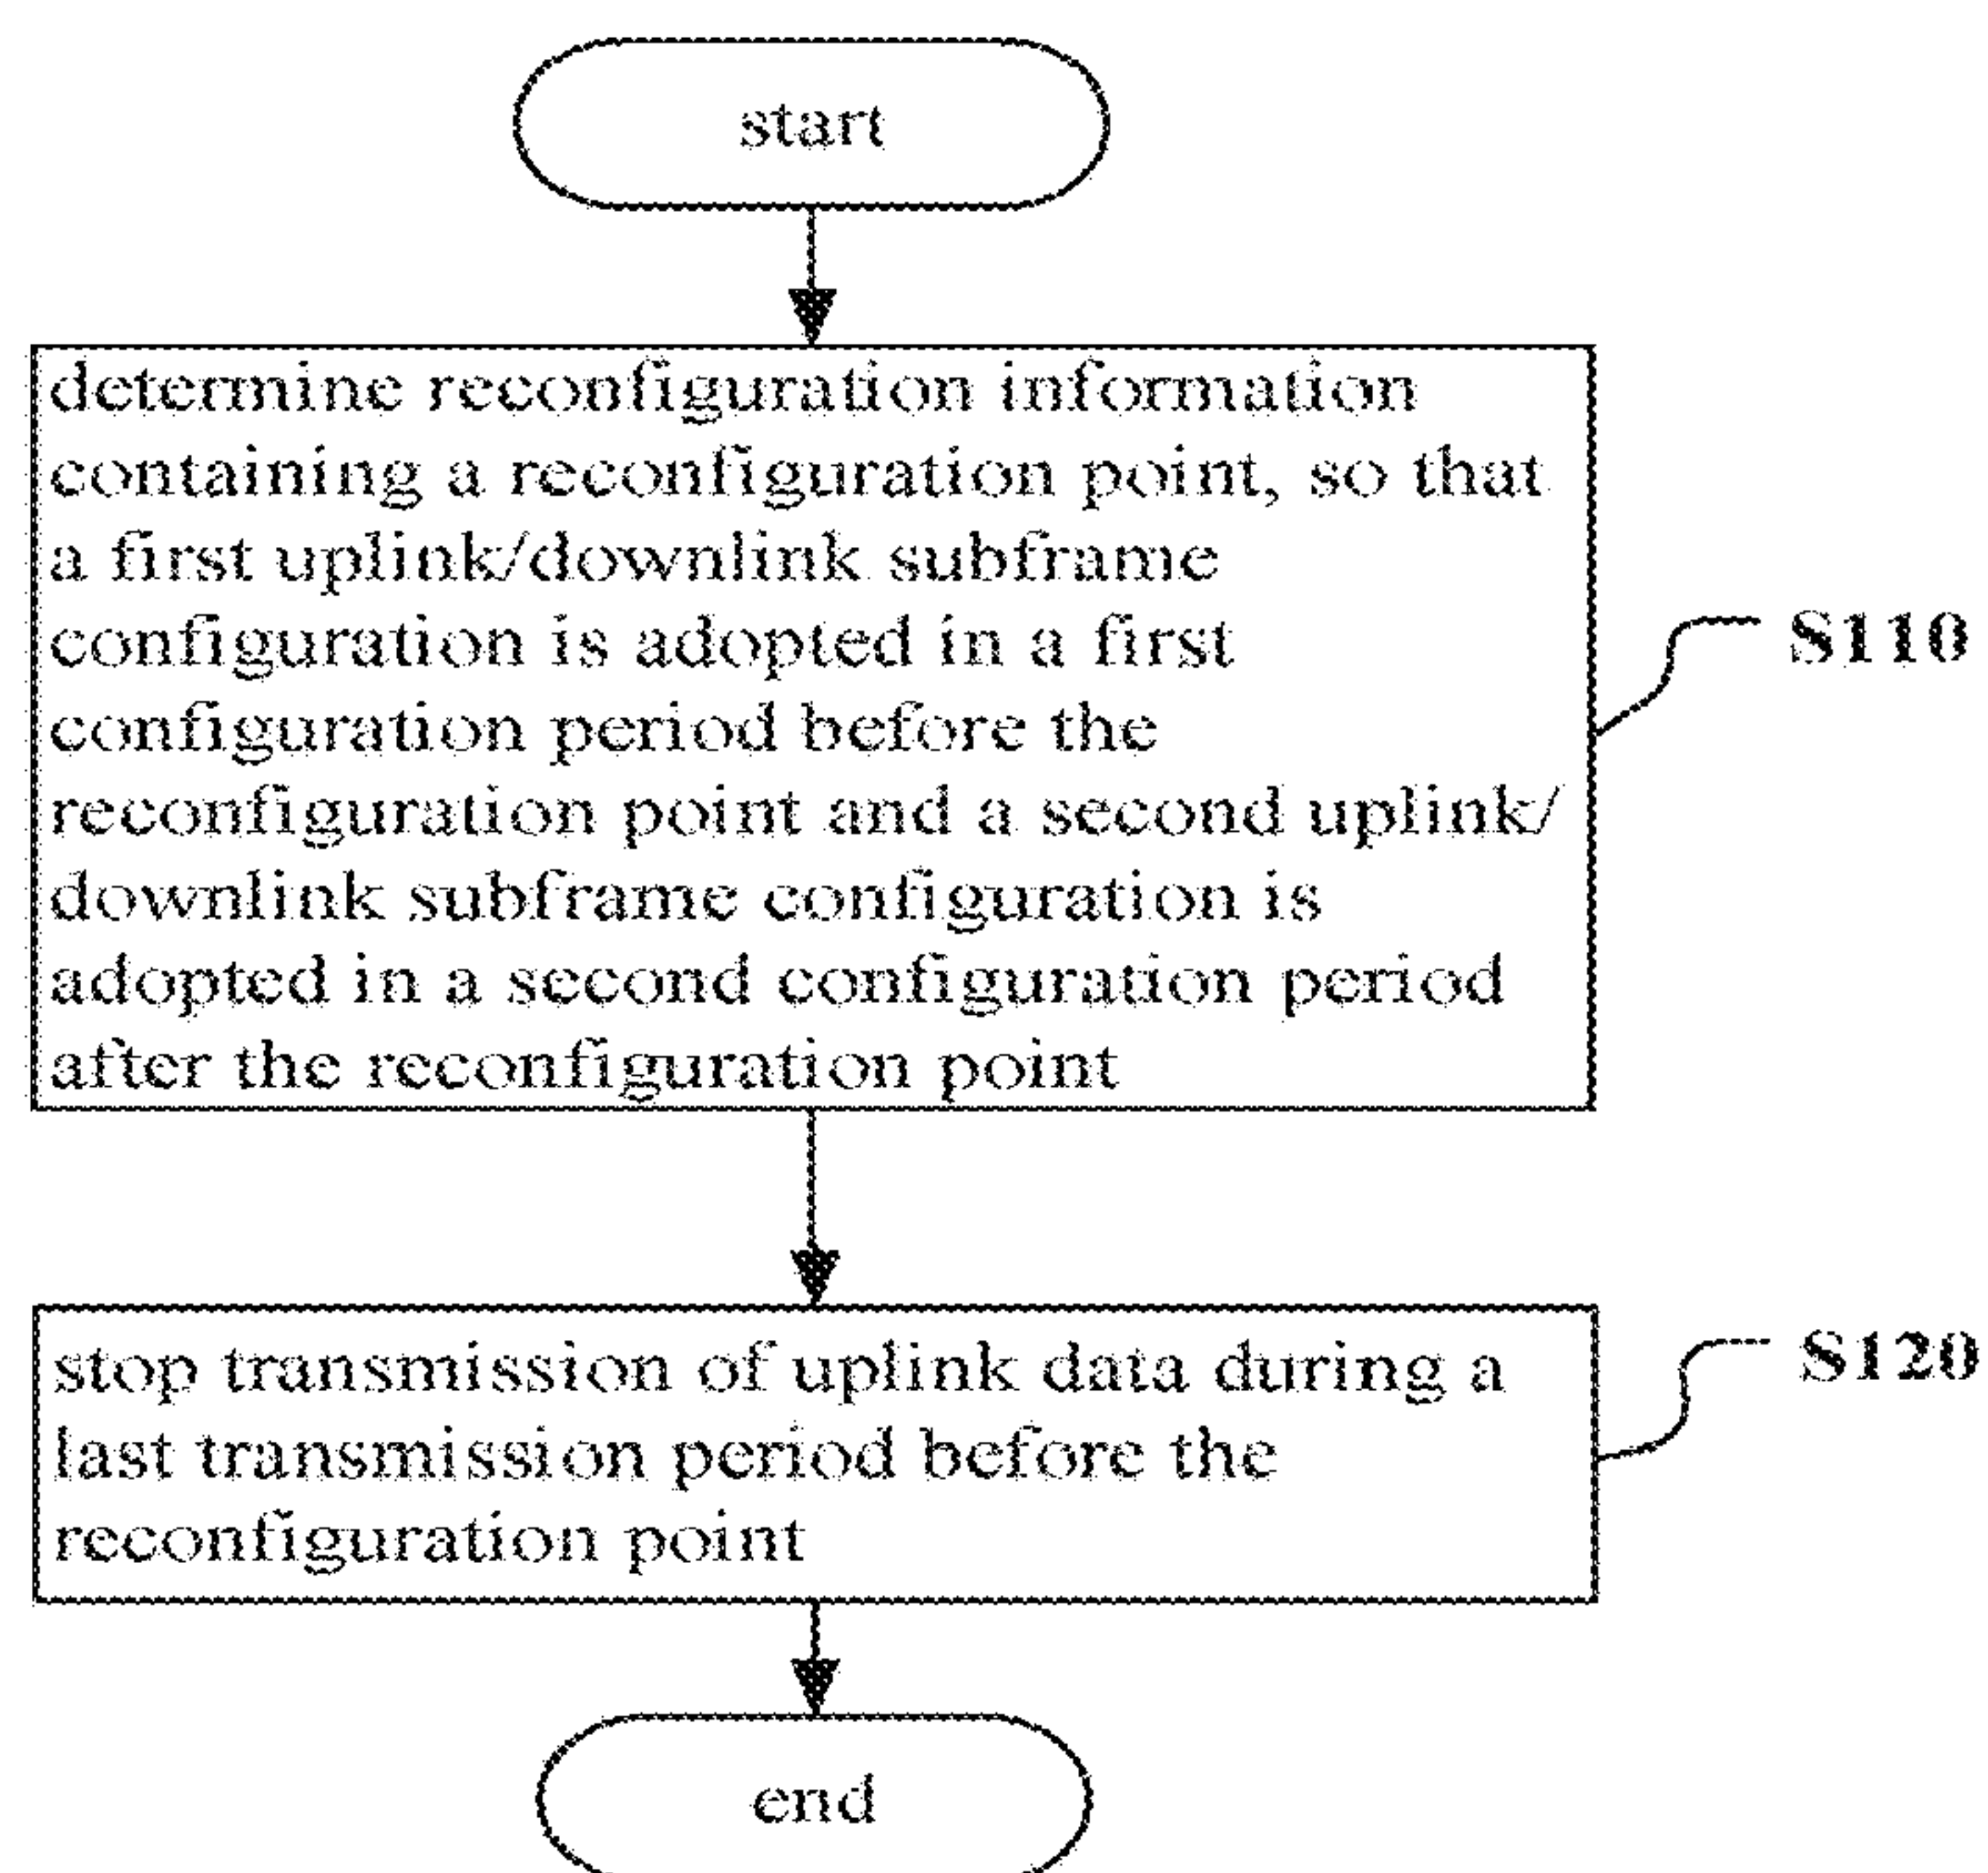 start
determine reconfiguration information
containing a reconfiguration point, so that
a first uplink/downlink subframe
configuration is adopted in a first
configuration period before the
reconfiguration point and a second uplink/
downlink subframe configuration is
adopted in a second configuration period
after the reconfiguration point
S110
stop transmission of uplink data during a
last transmission period before the
reconfiguration point
S120
end